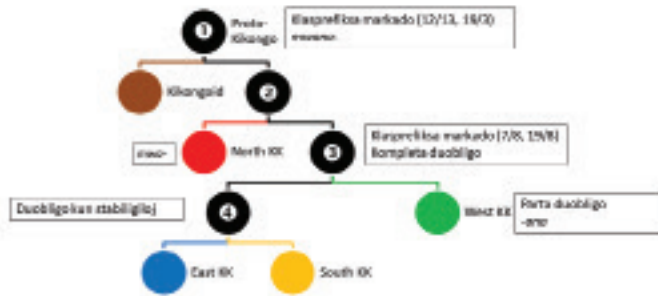 1
Proto-
Kikongo
Klasprefiksa markado (12/13, 19/3)
Kikongoid
2
North KK
3
Klasprefiksa markado (7/8, 19/8)
Kompleta duobligo
Duobligo kun stabiligiloj
4
West KK
Parta duobligo
-ana
East KK
South KK